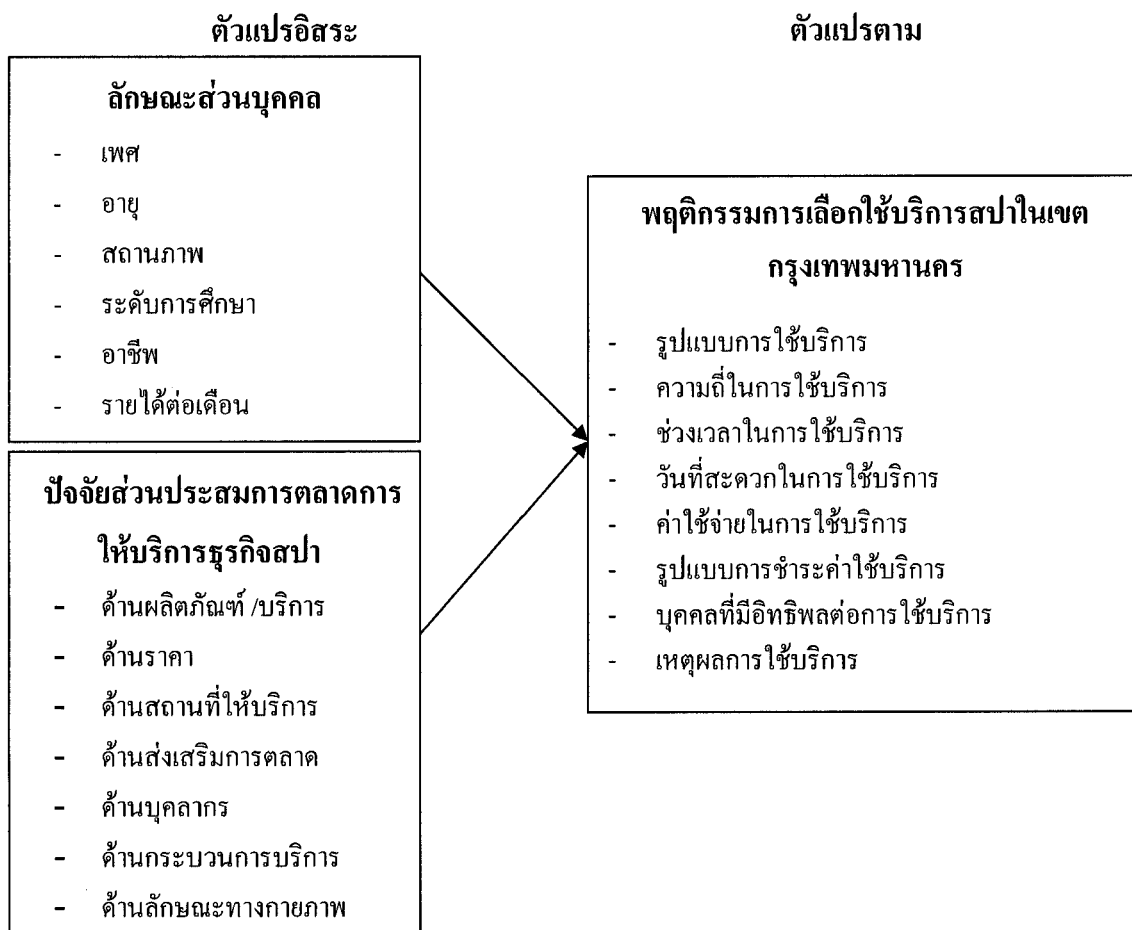 ตัวแปรอิสระ
ตัวแปรตาม
ลักษณะส่วนบุคคล
- เพศ
- อายุ
- สถานภาพ
- ระดับการศึกษา
- อาชีพ
- รายได้ต่อเดือน
ปัจจัยส่วนประสมการตลาดการ
ให้บริการธุรกิจสปา
- ด้านผลิตภัณฑ์ /บริการ
- ด้านราคา
- ด้านสถานที่ให้บริการ
- ด้านส่งเสริมการตลาด
- ด้านบุคลากร
- ด้านกระบวนการบริการ
- ด้านลักษณะทางกายภาพ
พฤติกรรมการเลือกใช้บริการสปาในเขต
กรุงเทพมหานคร
- รูปแบบการใช้บริการ
- ความถี่ในการใช้บริการ
- ช่วงเวลาในการใช้บริการ
- วันที่สะดวกในการใช้บริการ
- ค่าใช้จ่ายในการใช้บริการ
- รูปแบบการชำระค่าใช้บริการ
- บุคคลที่มีอิทธิพลต่อการใช้บริการ
- เหตุผลการใช้บริการ